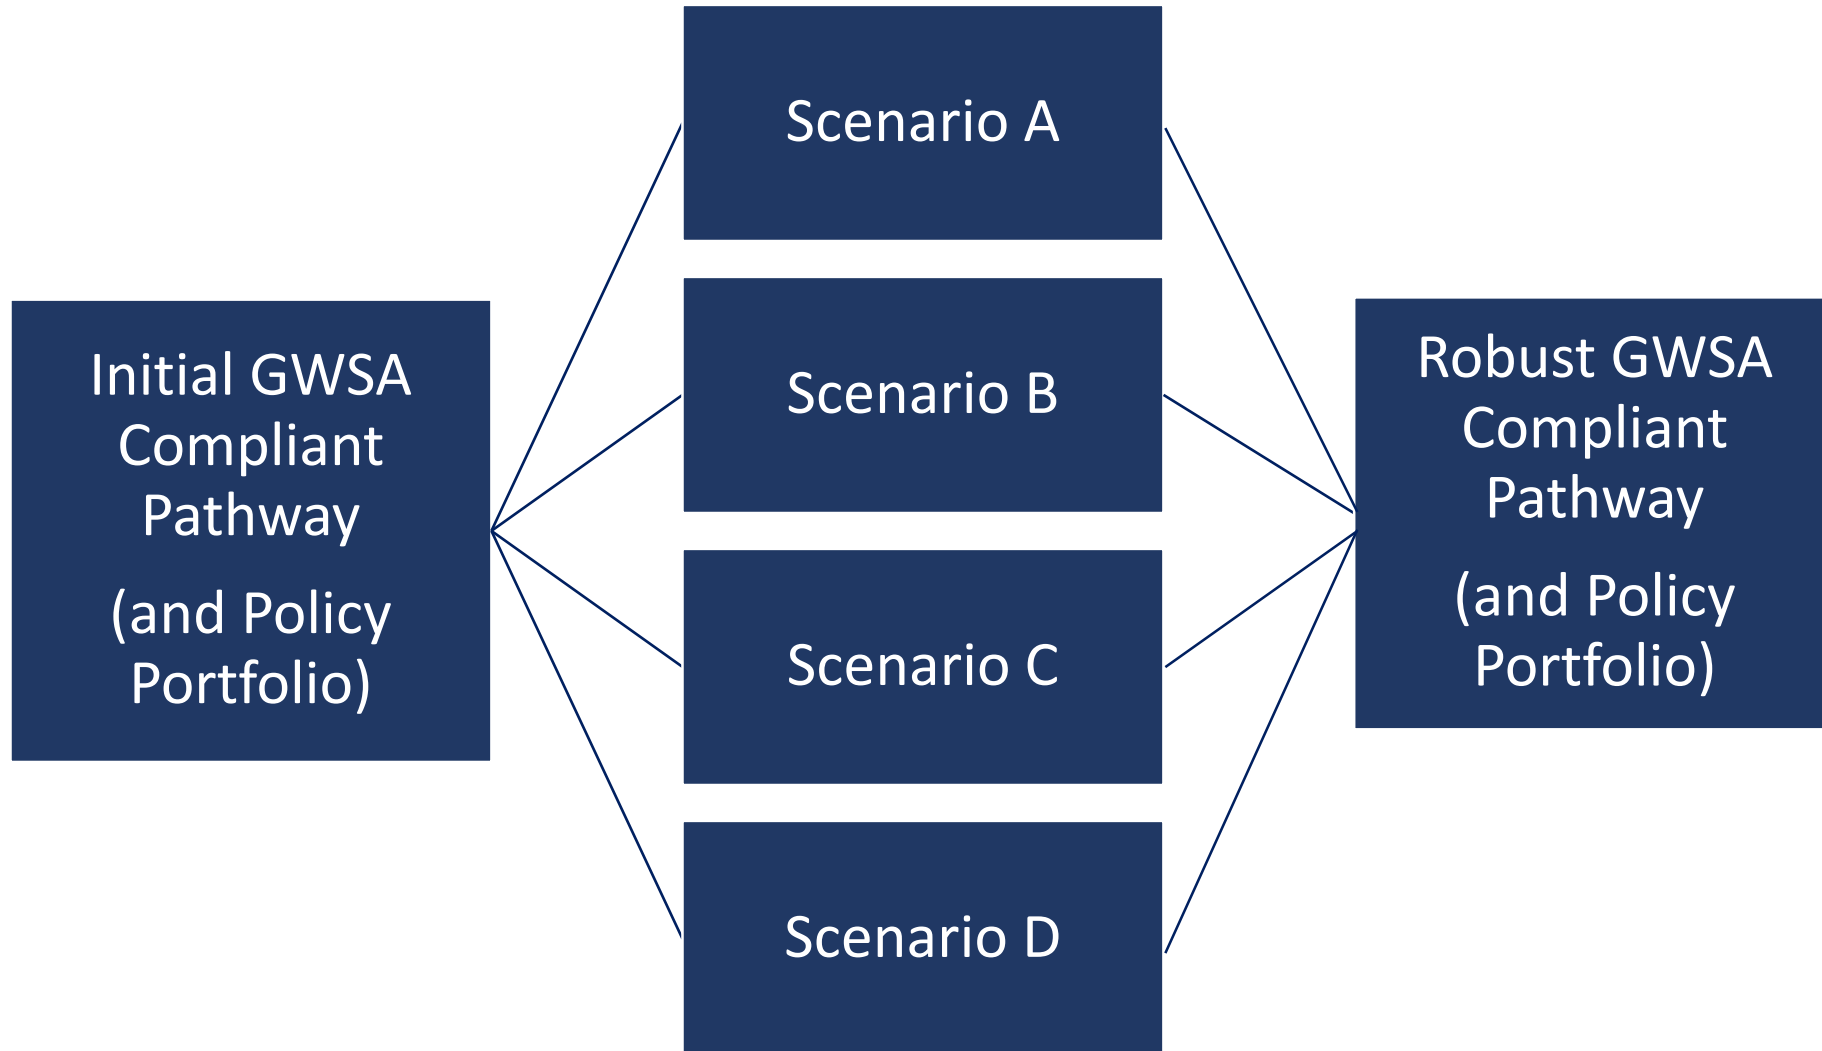 Initial GWSA
Compliant
Pathway
(and Policy
Portfolio)
Scenario A
Scenario B
Scenario C
Scenario D
Robust GWSA
Compliant
Pathway
(and Policy
Portfolio)